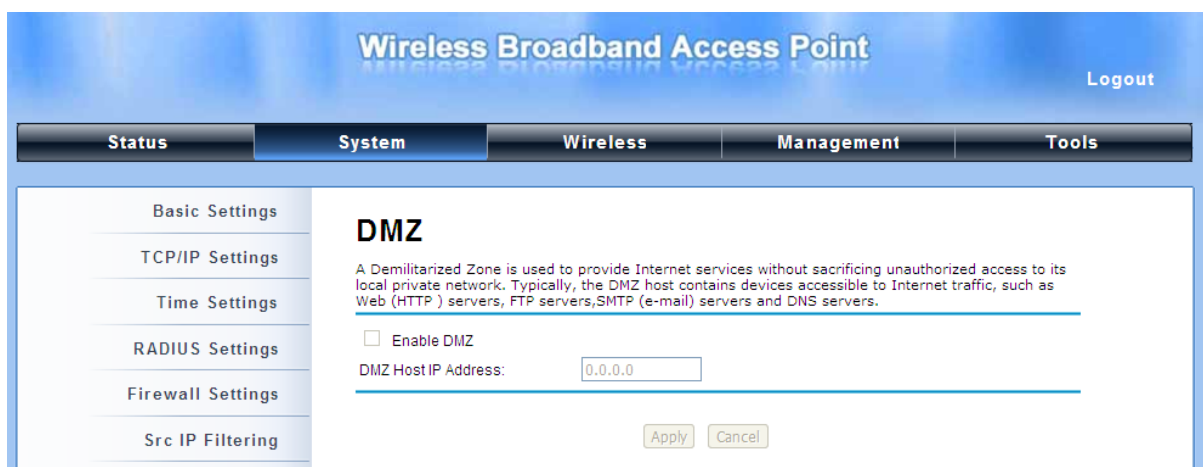 Wireless Broadband Access Point
Logout
Status System Wireless Management Tools
Basic Settings
TCP/IP Settings
Time Settings
RADIUS Settings
Firewall Settings
Src IP Filtering
DMZ
A Demilitarized Zone is used to provide Internet services without sacrificing unauthorized access to its
local private network. Typically, the DMZ host contains devices accessible to Internet traffic, such as
Web (HTTP ) servers, FTP servers,SMTP (e-mail) servers and DNS servers.
Enable DMZ
DMZ Host IP Address: 0.0.0.0
Apply Cancel